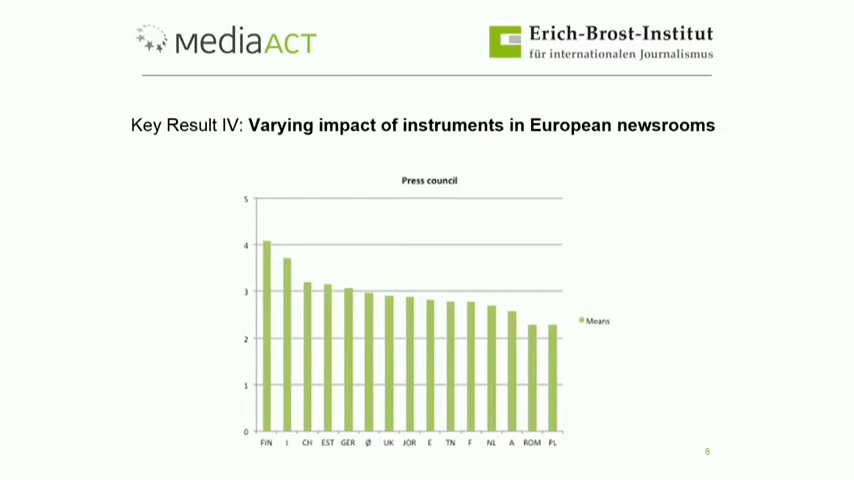 MediaACT
Erich-Brost-Institut
für internationalen Journalismus
Key Result IV: Varying impact of instruments in European newsrooms
Press council
5
4
3
2
1
0
FIN I CH EST GER Ø UK JOR E TN F NL A ROM PL
Means
8